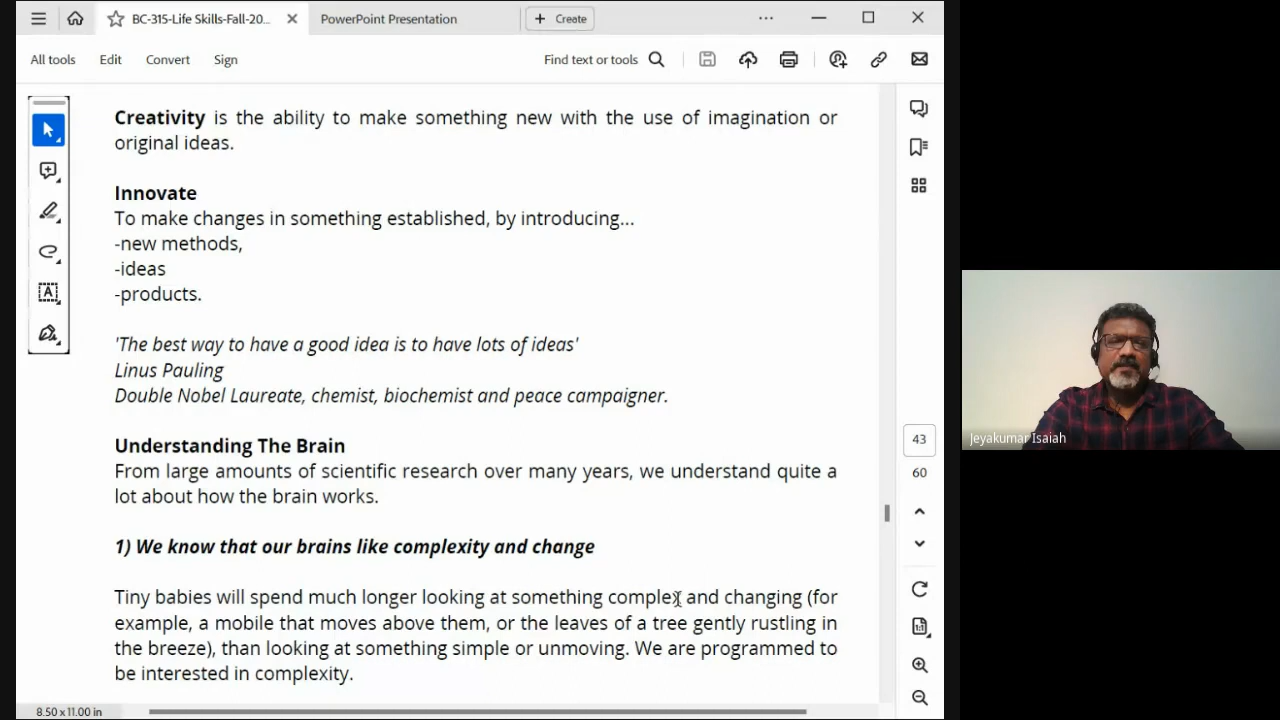 BC-315-Life Skills-Fall-20...
PowerPoint Presentation
Create
All tools
Edit
Convert
Sign
Find text or tools
Creativity is the ability to make something new with the use of imagination or
original ideas.
Innovate
To make changes in something established, by introducing...
-new methods,
-ideas
-products.
'The best way to have a good idea is to have lots of ideas'
Linus Pauling
Double Nobel Laureate, chemist, biochemist and peace campaigner.
Understanding The Brain
From large amounts of scientific research over many years, we understand quite a
lot about how the brain works.
1) We know that our brains like complexity and change
Tiny babies will spend much longer looking at something complex and changing (for
example, a mobile that moves above them, or the leaves of a tree gently rustling in
the breeze), than looking at something simple or unmoving. We are programmed to
be interested in complexity.
43
60
8.50 x 11.00 in
Jeyakumar Isaiah